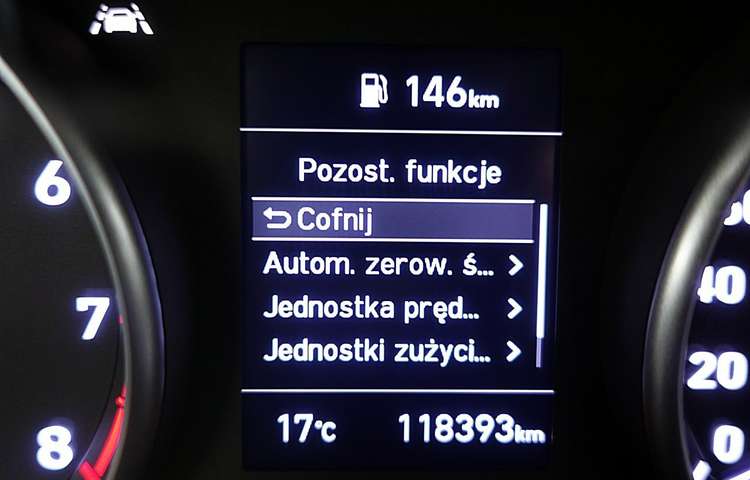 146km
Pozost. funkcje
Cofnij
Autom. zerow. ś...
6
40
Jednostka pręd...
7
Jednostki zużyci...
20
17°C
118393km
8
0